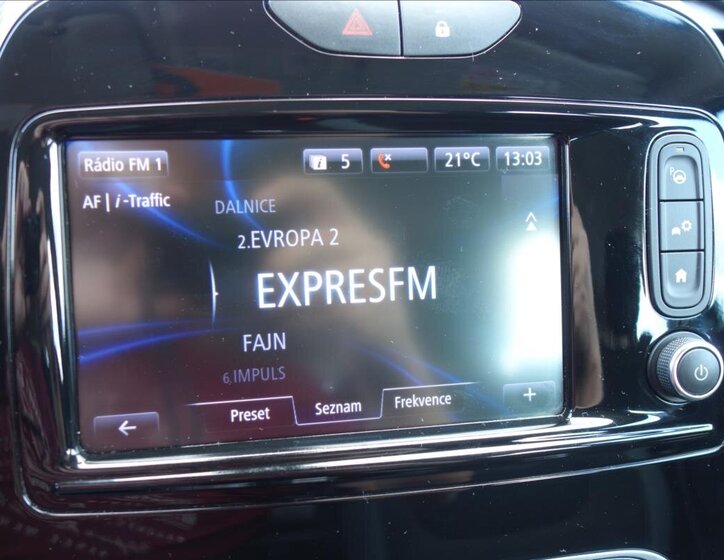 Rádio FM 1
5
21°C
13:03
AF | i-Traffic
DALNICE
2.EVROPA 2
EXPRESFM
FAJN
6.IMPULS
Preset
Seznam
Frekvence
+